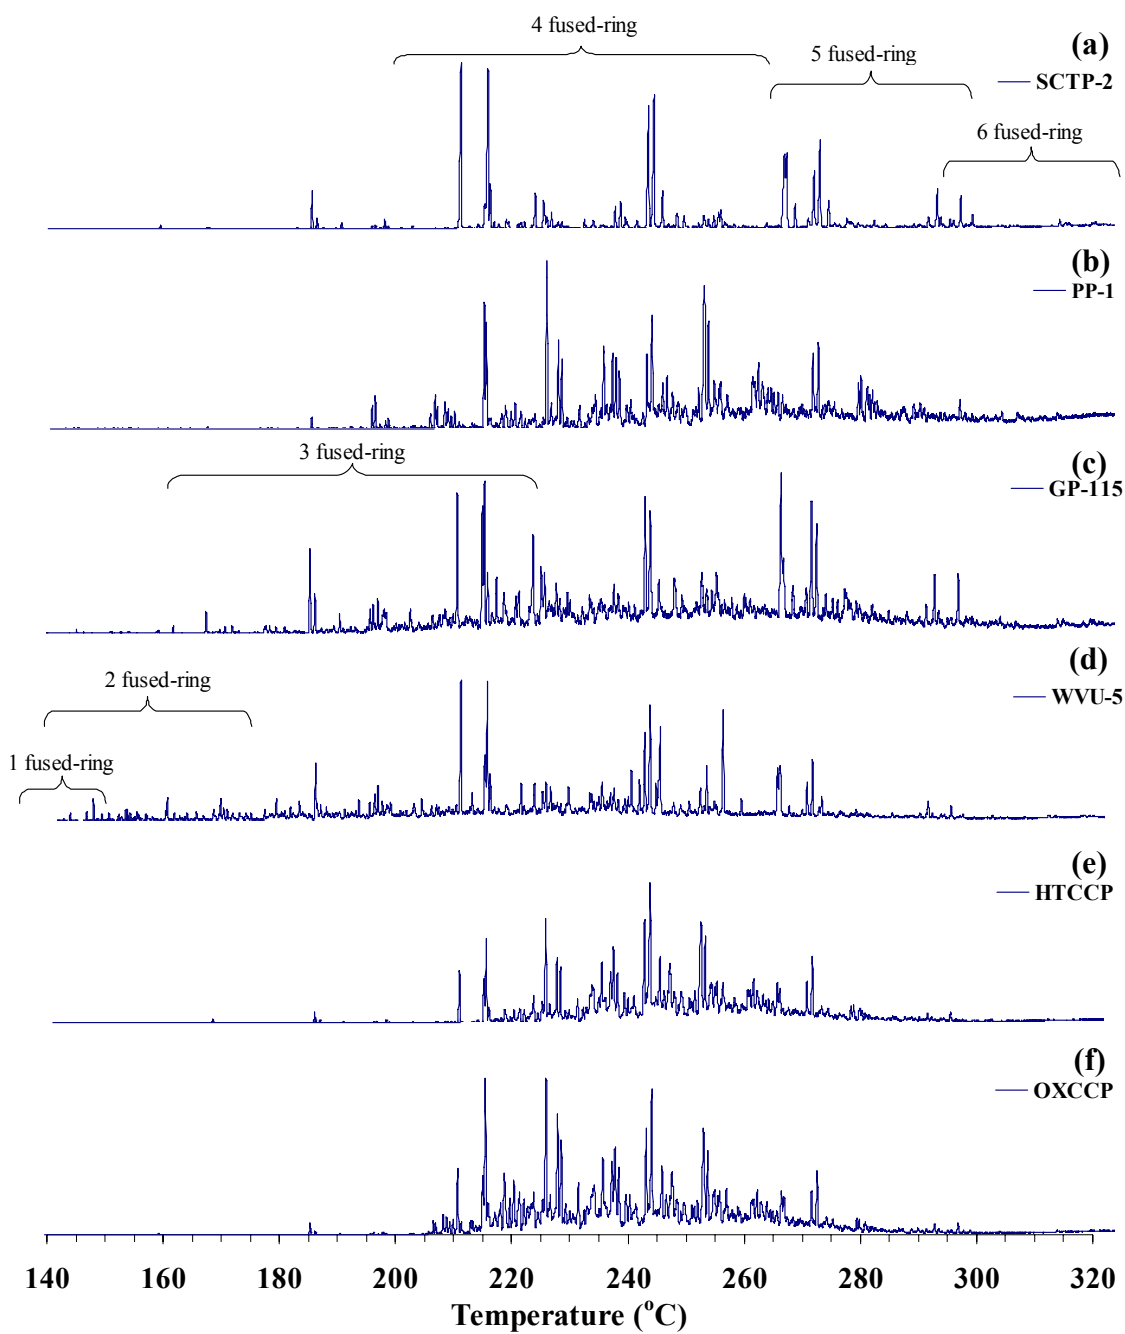 4 fused-ring
(a)
5 fused-ring
SCTP-2
6 fused-ring
(b)
PP-1
3 fused-ring
(c)
GP-115
(d)
2 fused-ring
WVU-5
1 fused-ring
(e)
HTCCP
(f)
OXCCP
140 160 180 200 220 240 260 280 300 320
Temperature (°C)